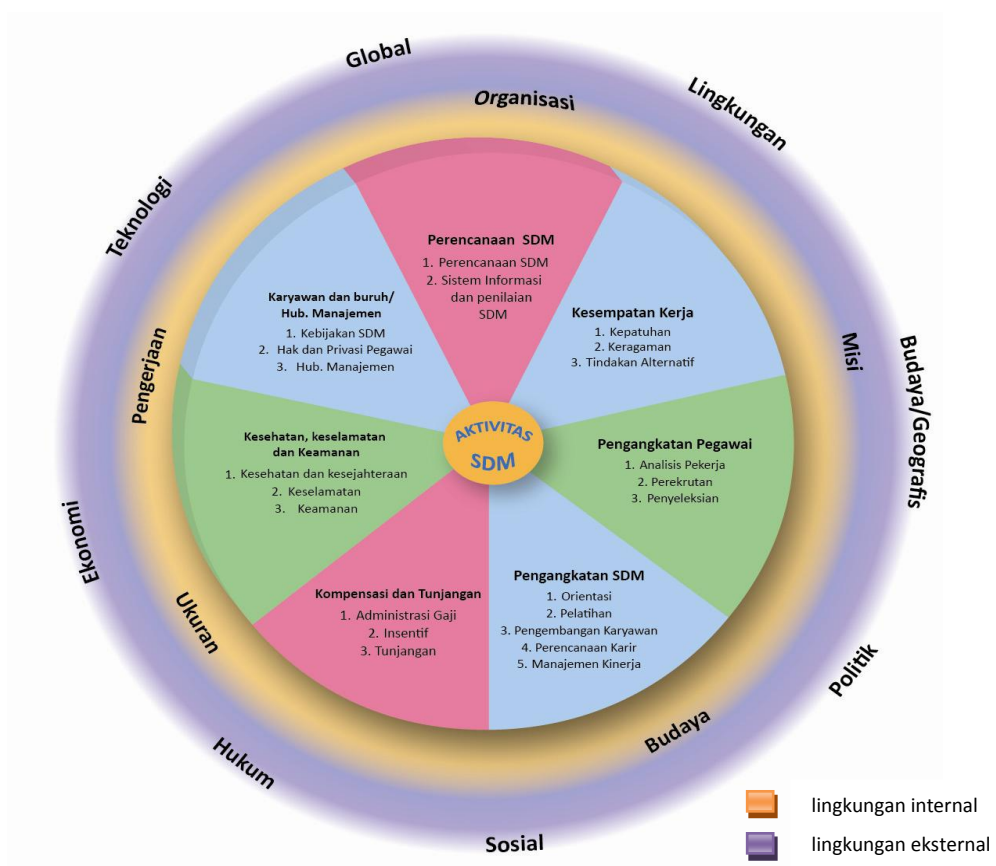 Global
Lingkungan
Organisasi
Teknologi
Perencanaan SDM
1. Perencanaan SDM
2. Sistem Informasi
dan penilaian
SDM
Karyawan dan buruh/
Hub. Manajemen
1. Kebijakan SDM
2. Hak dan Privasi Pegawai
3. Hub. Manajemen
Kesempatan Kerja
1. Kepatuhan
2. Keragaman
3. Tindakan Alternatif
Misi
Budaya/Geografis
Pengerjaan
AKTIVITAS
SDM
Kesehatan, keselamatan
dan Keamanan
1. Kesehatan dan kesejahteraan
2. Keselamatan
3. Keamanan
Pengangkatan Pegawai
1. Analisis Pekerja
2. Perekrutan
3. Penyeleksian
Ekonomi
Ukuran
Kompensasi dan Tunjangan
1. Administrasi Gaji
2. Insentif
3. Tunjangan
Pengangkatan SDM
1. Orientasi
2. Pelatihan
3. Pengembangan Karyawan
4. Perencanaan Karir
5. Manajemen Kinerja
Politik
Budaya
Hukum
Sosial
lingkungan internal
lingkungan eksternal